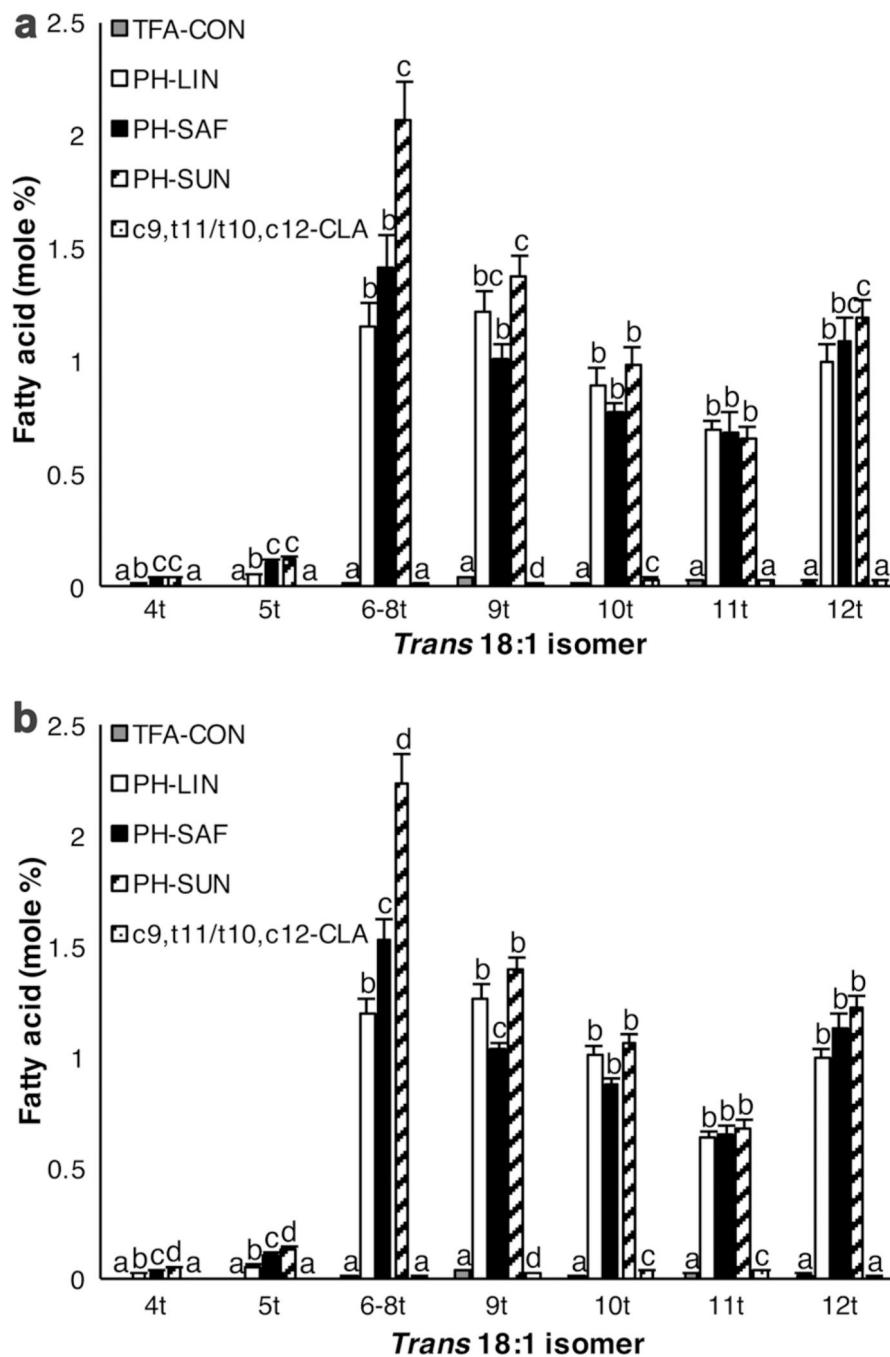 a
2.5
TFA-CON
PH-LIN
c
2
PH-SAF
PH-SUN
b
c
c9,t11/t10,c12-CLA
1.5
b
bc
b
c
b
bc
1
b
b
b
b b b
0.5
a b c c a
a b c c a
a a
a d
a c
a a
a a
0
4t 5t 6-8t 9t 10t 11t 12t
Trans 18:1 isomer
Fatty acid (mole %)
b
2.5
TFA-CON
d
PH-LIN
2
PH-SAF
c
PH-SUN
b
b
c9,t11/t10,c12-CLA
1.5
b
c
b b
b b b
1
b b b
0.5
a b c d a
a b c d a
a a
a d
a c
a c
a a
0
4t 5t 6-8t 9t 10t 11t 12t
Trans 18:1 isomer
Fatty acid (mole %)